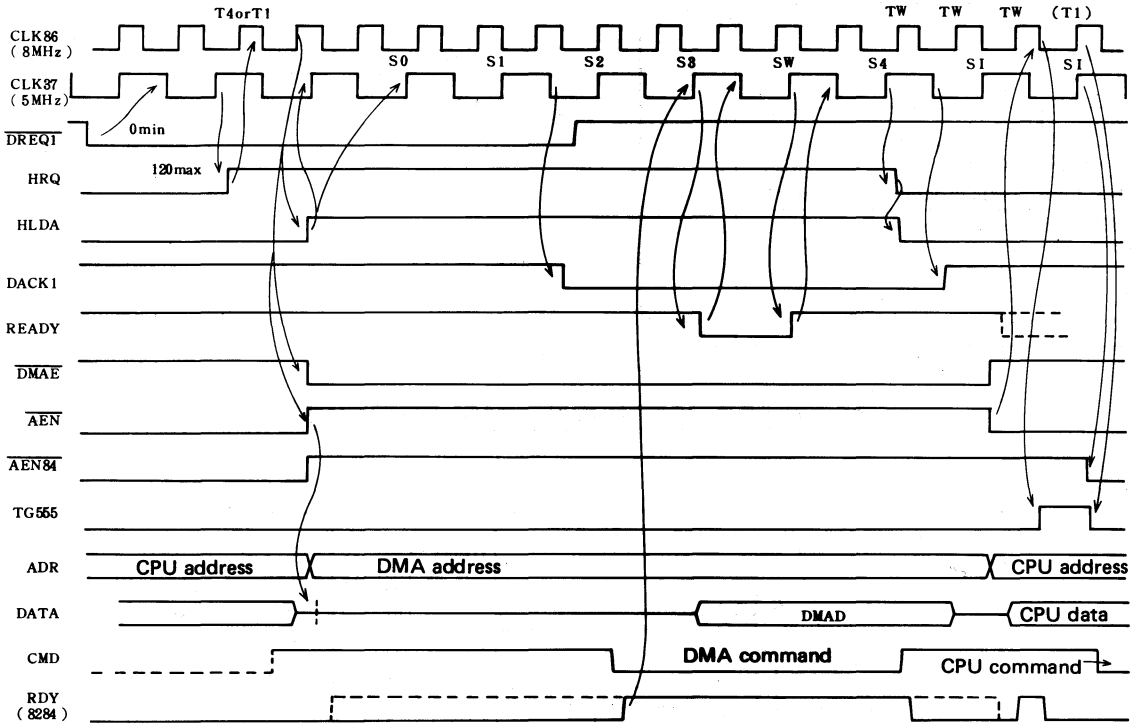 T4orT1 TW TW TW (T1)
CLK86
(8MHz)
S0 S1 S2 S3 SW S4 SI SI
CLK37
(5MHz)
0min
DREQ1
120max
HRQ
HLDA
DACK1
READY
DMAE
AEN
AEN84
TG555
ADR CPU address DMA address CPU address
DATA DMAD CPU data
CMD DMA command CPU command
RDY
(8284)